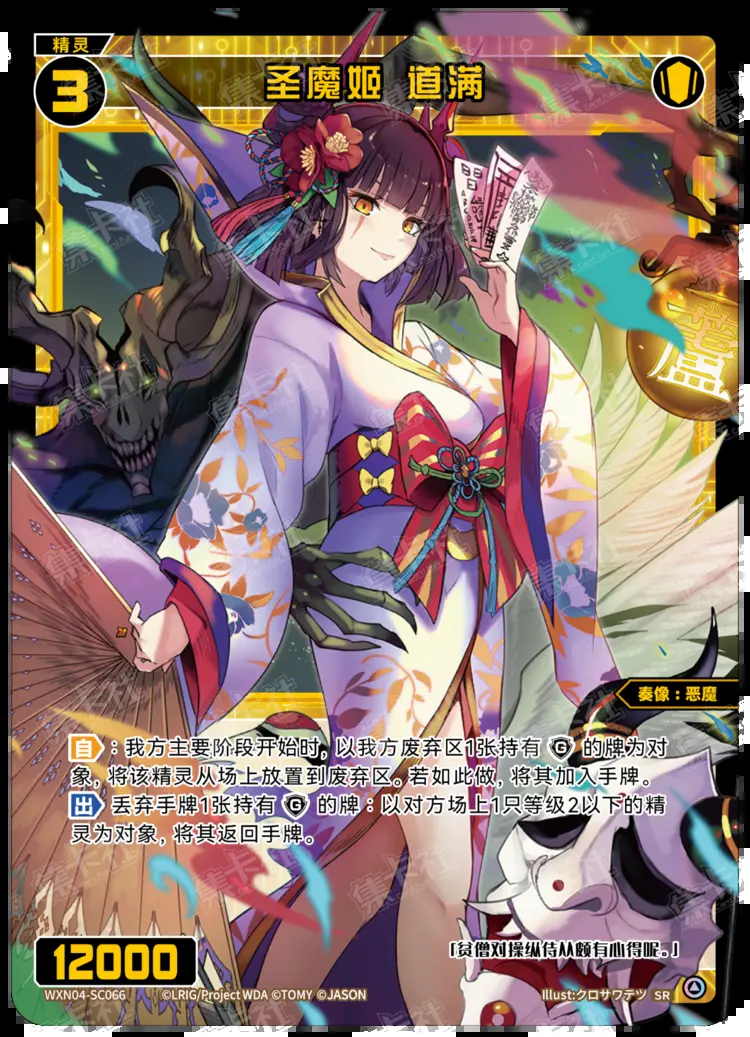 精灵
3
圣魔姬 道满
奏像：恶魔
自：我方主要阶段开始时，以我方废弃区1张持有 G 的牌为对
象，将该精灵从场上放置到废弃区。若如此做，将其加入手牌。
出 丢弃手牌1张持有 G 的牌：以对方场上1只等级2以下的精
灵为对象，将其返回手牌。
「贫僧对操纵侍从颇有心得呢。」
12000
WXN04-SC066 ©LRIG/Project WDA ©TOMY ©JASON
Illust:クロサワテツ SR
集卡社